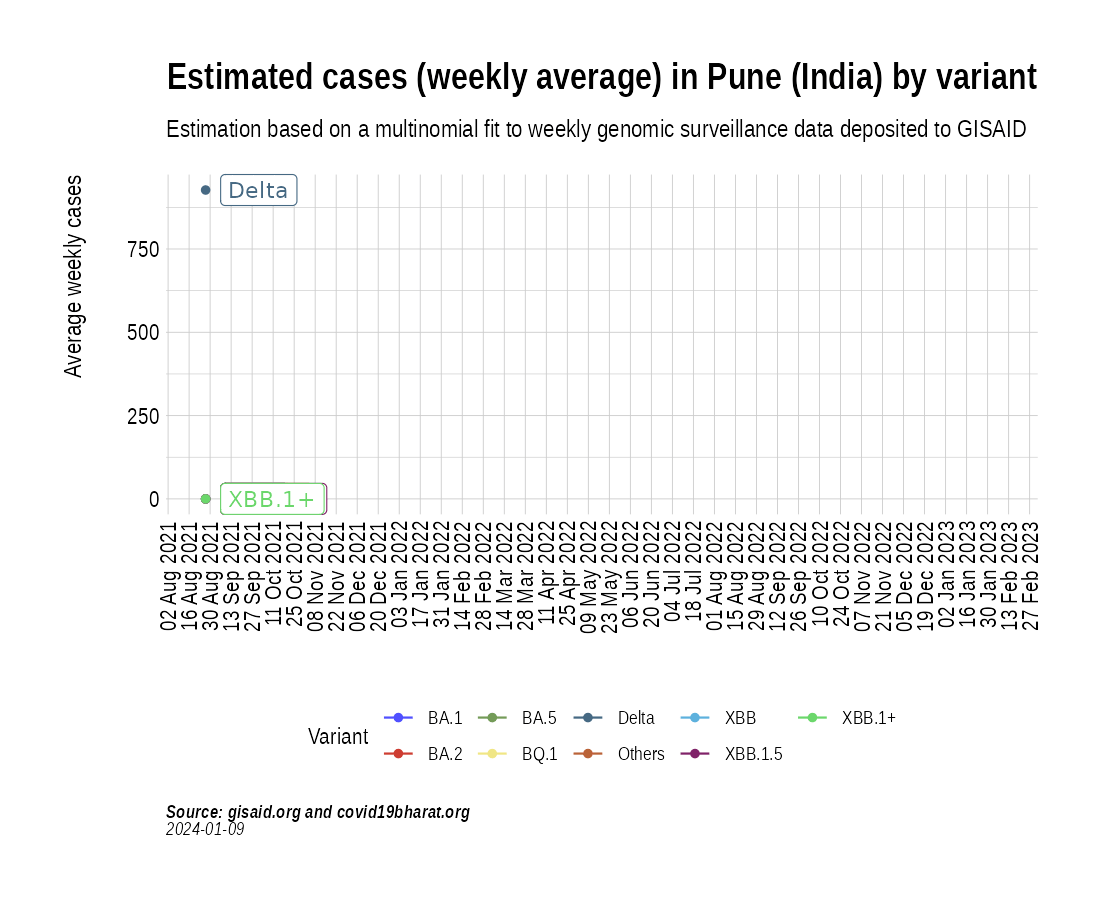 Estimated cases (weekly average) in Pune (India) by variant
Estimation based on a multinomial fit to weekly genomic surveillance data deposited to GISAID
Average weekly cases
750
500
250
0
Delta
XBB.1+
02 Aug 2021
16 Aug 2021
30 Aug 2021
13 Sep 2021
27 Sep 2021
11 Oct 2021
25 Oct 2021
08 Nov 2021
22 Nov 2021
06 Dec 2021
20 Dec 2021
03 Jan 2022
17 Jan 2022
31 Jan 2022
14 Feb 2022
28 Feb 2022
14 Mar 2022
28 Mar 2022
11 Apr 2022
25 Apr 2022
09 May 2022
23 May 2022
06 Jun 2022
20 Jun 2022
04 Jul 2022
18 Jul 2022
01 Aug 2022
15 Aug 2022
29 Aug 2022
12 Sep 2022
26 Sep 2022
10 Oct 2022
24 Oct 2022
07 Nov 2022
21 Nov 2022
05 Dec 2022
19 Dec 2022
02 Jan 2023
16 Jan 2023
30 Jan 2023
13 Feb 2023
27 Feb 2023
Variant
BA.1
BA.5
Delta
XBB
XBB.1+
BA.2
BQ.1
Others
XBB.1.5
Source: gisaid.org and covid19bharat.org
2024-01-09